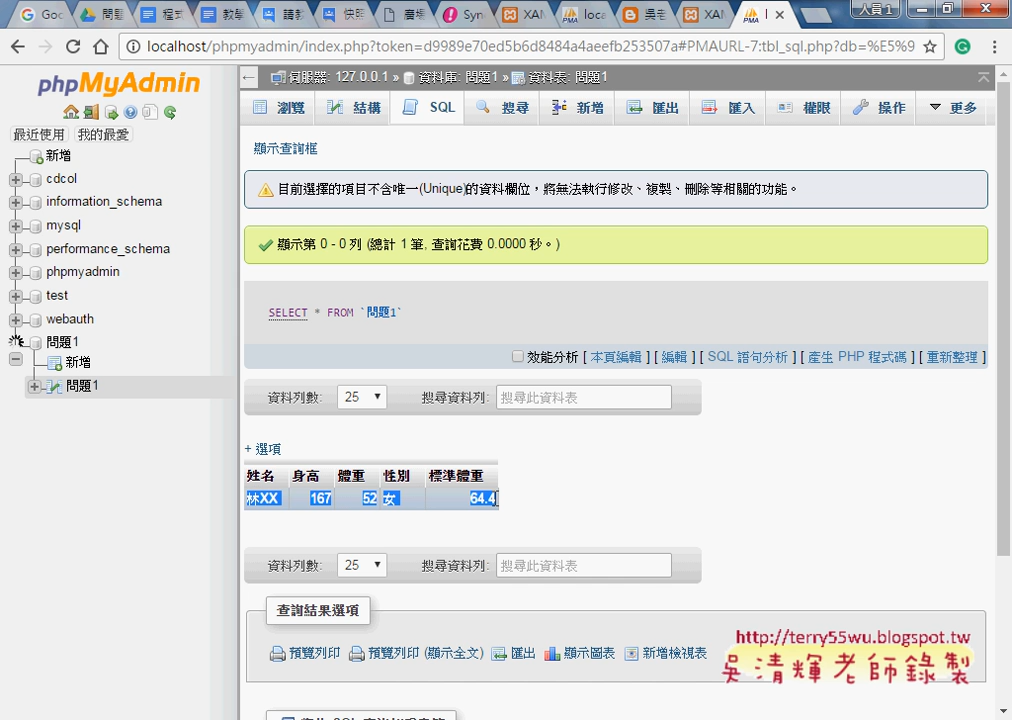 Goo
問題
程式
教學
請教
快照
廣場
Syn
XAM
loca
吳老
XAM
人員 1
localhost/phpmyadmin/index.php?token=d9989e70ed5b6d8484a4aeefb253507a#PMAURL-7:tbl_sql.php?db=%E5%9
phpMyAdmin
最近使用 我的最愛
新增
cdcol
information_schema
mysql
performance_schema
phpmyadmin
test
webauth
問題1
新增
問題1
伺服器: 127.0.0.1 » 資料庫: 問題1 » 資料表: 問題1
瀏覽 結構 SQL 搜尋 新增 匯出 匯入 權限 操作 更多
顯示查詢框
目前選擇的項目不含唯一(Unique)的資料欄位，將無法執行修改、複製、刪除等相關的功能。
顯示第 0 - 0 列 (總計 1 筆, 查詢花費 0.0000 秒。)
SELECT * FROM `問題1`
效能分析 [ 本頁編輯 ] [ 編輯 ] [ SQL 語句分析 ] [ 產生 PHP 程式碼 ] [ 重新整理 ]
資料列數: 25 搜尋資料列: 搜尋此資料表
+ 選項
姓名 身高 體重 性別 標準體重
林XX 167 52 女 64.4
資料列數: 25 搜尋資料列: 搜尋此資料表
查詢結果選項
預覽列印 預覽列印 (顯示全文) 匯出 顯示圖表 新增檢視表
http://terry55wu.blogspot.tw
吳清輝老師錄製